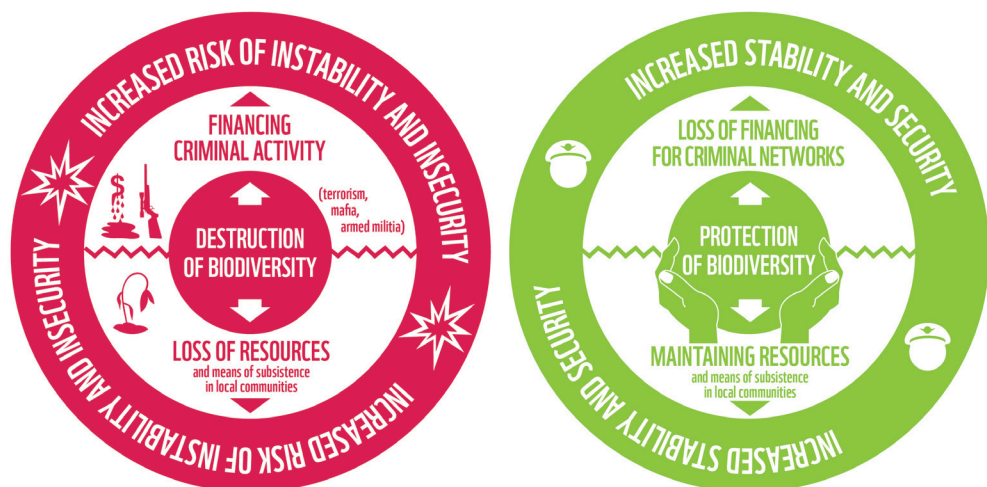 INCREASED RISK OF INSTABILITY AND INSECURITY
FINANCING
CRIMINAL ACTIVITY
$
(terrorism,
mafia,
armed militia)
DESTRUCTION
OF BIODIVERSITY
LOSS OF RESOURCES
and means of subsistence
in local communities
INCREASED RISK OF INSTABILITY AND INSECURITY
INCREASED STABILITY AND SECURITY
LOSS OF FINANCING
FOR CRIMINAL NETWORKS
PROTECTION
OF BIODIVERSITY
MAINTAINING RESOURCES
and means of subsistence
in local communities
INCREASED STABILITY AND SECURITY